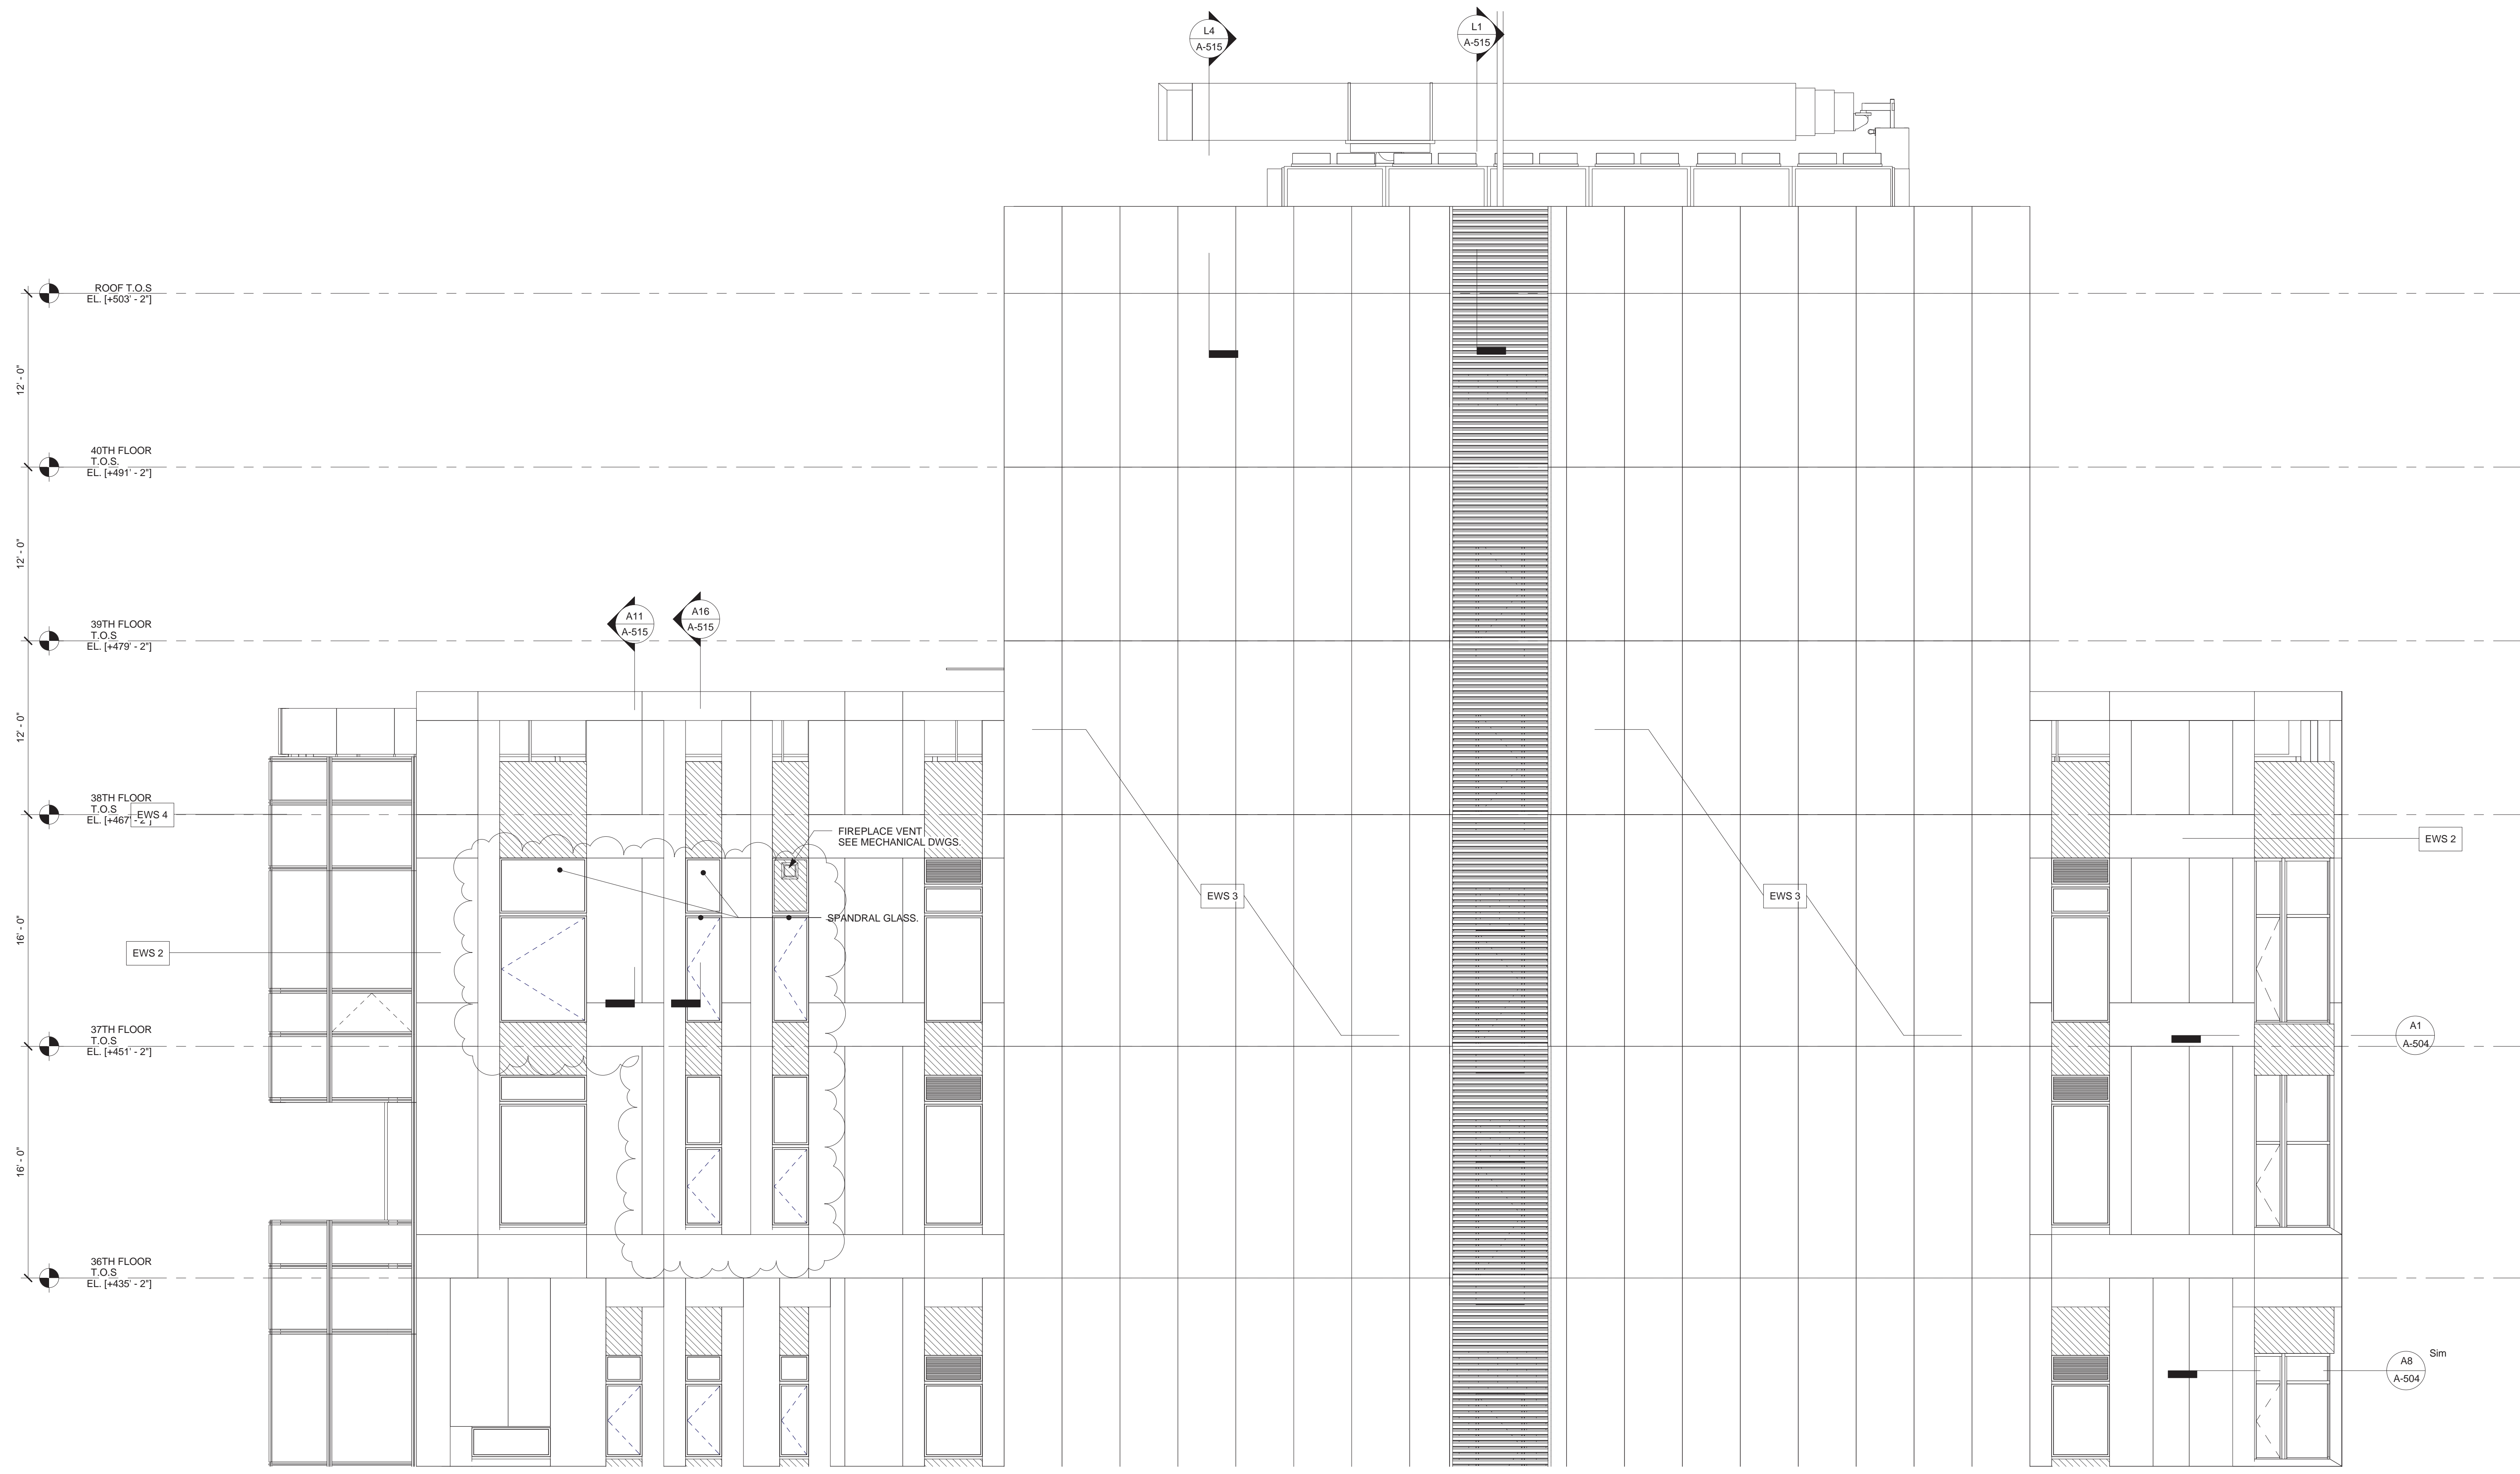 L4
A-515
L1
A-515
ROOF T.O.S
EL. [+503' - 2"]
12' - 0"
40TH FLOOR
T.O.S.
EL. [+491' - 2"]
12' - 0"
39TH FLOOR
T.O.S
EL. [+479' - 2"]
A11
A-515
A16
A-515
12' - 0"
38TH FLOOR
T.O.S
EL. [+467' - 2"]
EWS 4
FIREPLACE VENT
SEE MECHANICAL DWGS.
EWS 2
EWS 3
EWS 3
SPANDRAL GLASS.
16' - 0"
EWS 2
37TH FLOOR
T.O.S
EL. [+451' - 2"]
A1
A-504
16' - 0"
36TH FLOOR
T.O.S
EL. [+435' - 2"]
Sim
A8
A-504